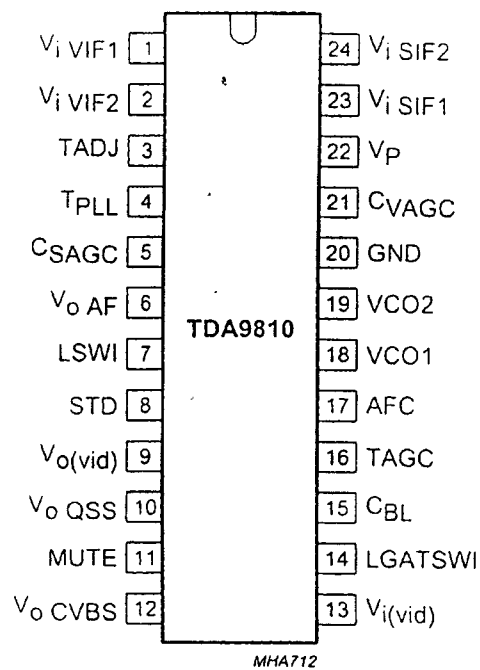 Vi VIF1 1
Vi VIF2 2
TADJ 3
TPLL 4
CSAGC 5
Vo AF 6
LSWI 7
STD 8
Vo(vid) 9
Vo QSS 10
MUTE 11
Vo CVBS 12
TDA9810
24 Vi SIF2
23 Vi SIF1
22 VP
21 CVAGC
20 GND
19 VCO2
18 VCO1
17 AFC
16 TAGC
15 CBL
14 LGATSWI
13 Vi(vid)
MHA712